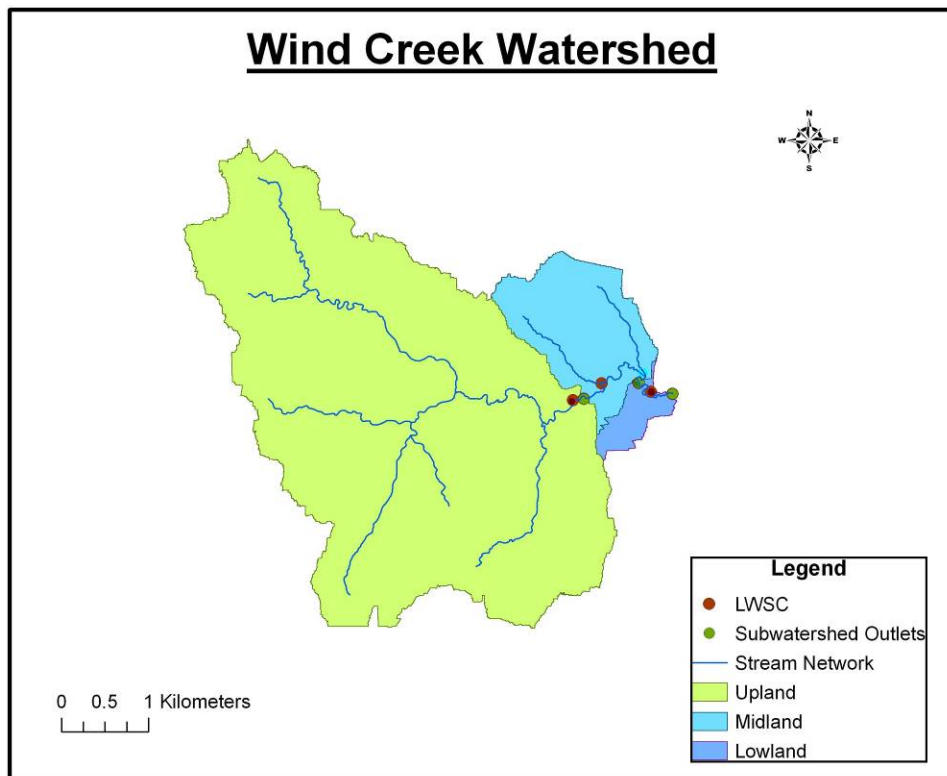 Wind Creek Watershed
N
W E
S
Legend
LWSC
Subwatershed Outlets
Stream Network
Upland
Midland
Lowland
0 0.5 1 Kilometers